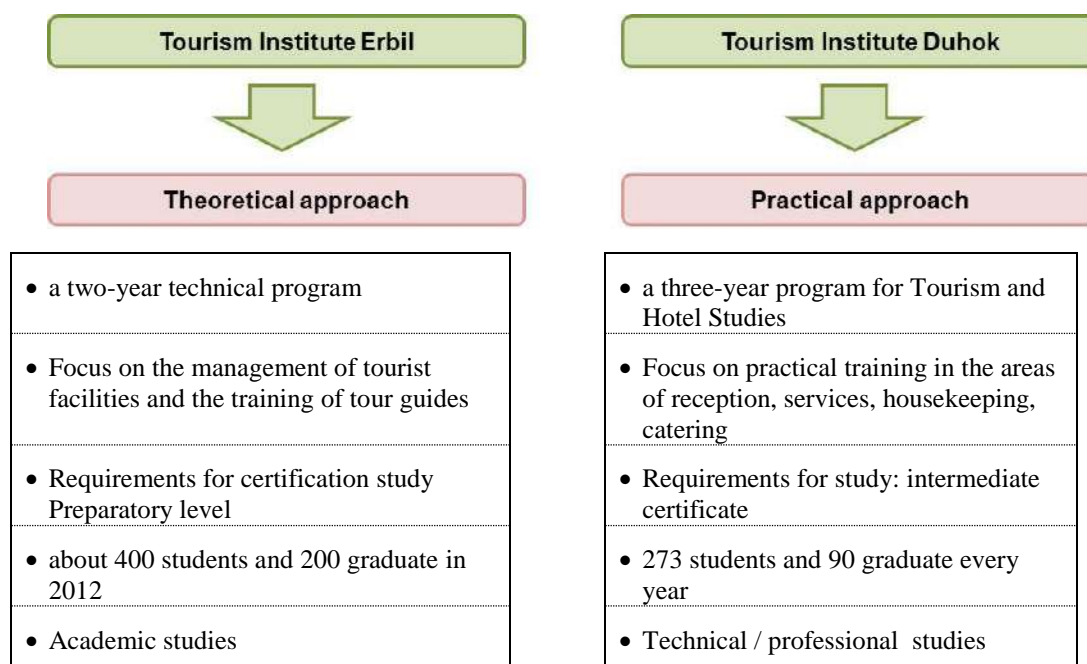 Tourism Institute Erbil
Theoretical approach
• a two-year technical program
• Focus on the management of tourist
facilities and the training of tour guides
• Requirements for certification study
Preparatory level
• about 400 students and 200 graduate in
2012
• Academic studies
Tourism Institute Duhok
Practical approach
• a three-year program for Tourism and
Hotel Studies
• Focus on practical training in the areas
of reception, services, housekeeping,
catering
• Requirements for study: intermediate
certificate
• 273 students and 90 graduate every
year
• Technical / professional studies